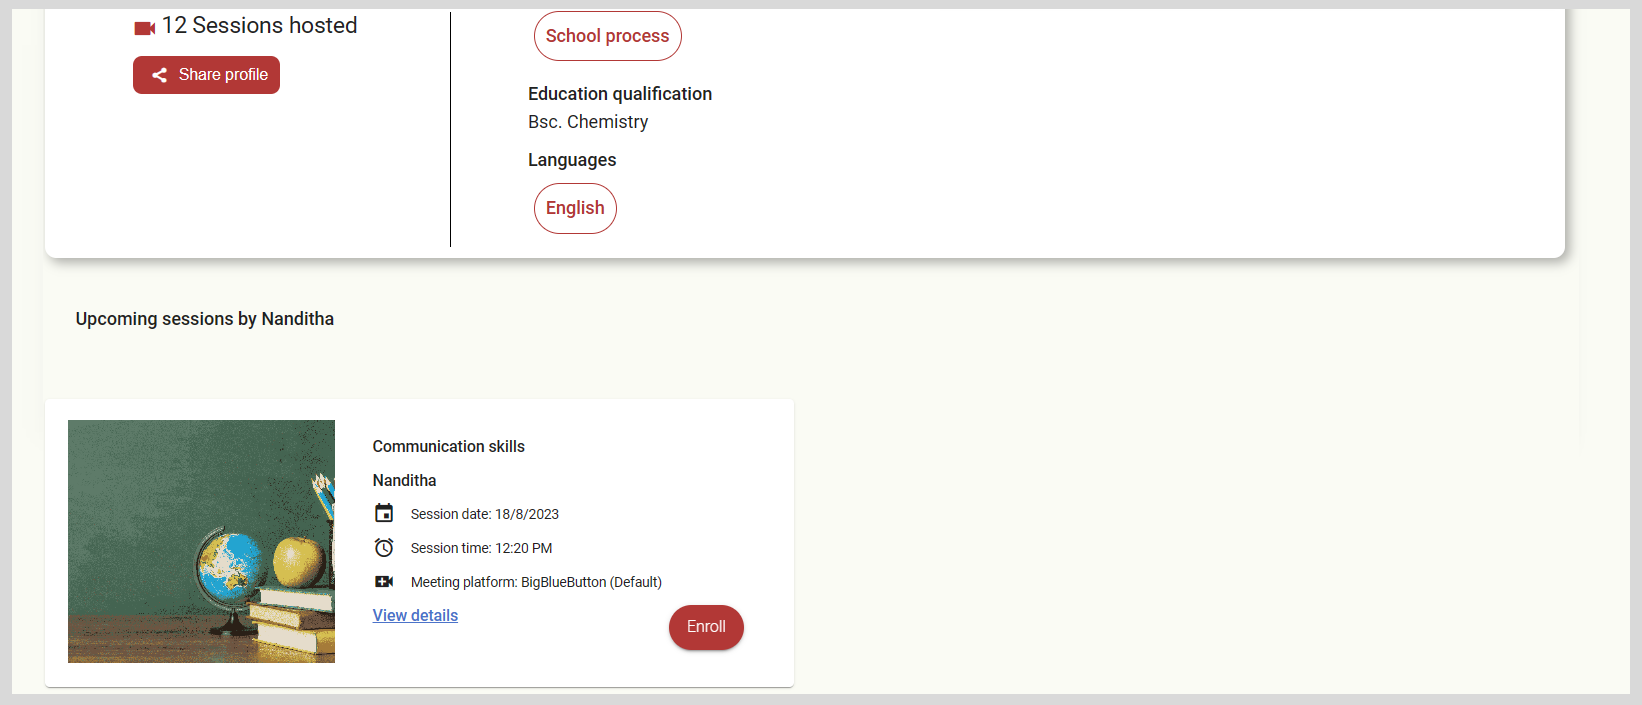 12 Sessions hosted
Share profile
School process
Education qualification
Bsc. Chemistry
Languages
English
Upcoming sessions by Nanditha
Communication skills
Nanditha
Session date: 18/8/2023
Session time: 12:20 PM
Meeting platform: BigBlueButton (Default)
View details
Enroll